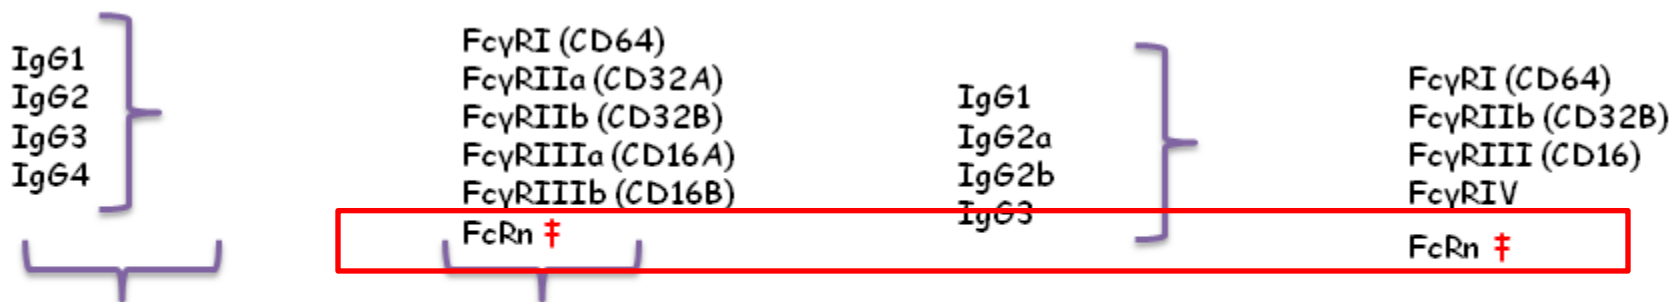 IgG1
IgG2
IgG3
IgG4
FcγRI (CD64)
FcγRIIa (CD32A)
FcγRIIb (CD32B)
FcγRIIIa (CD16A)
FcγRIIIb (CD16B)
FcRn ‡
IgG1
IgG2a
IgG2b
IgG3
FcγRI (CD64)
FcγRIIb (CD32B)
FcγRIII (CD16)
FcγRIV
FcRn ‡